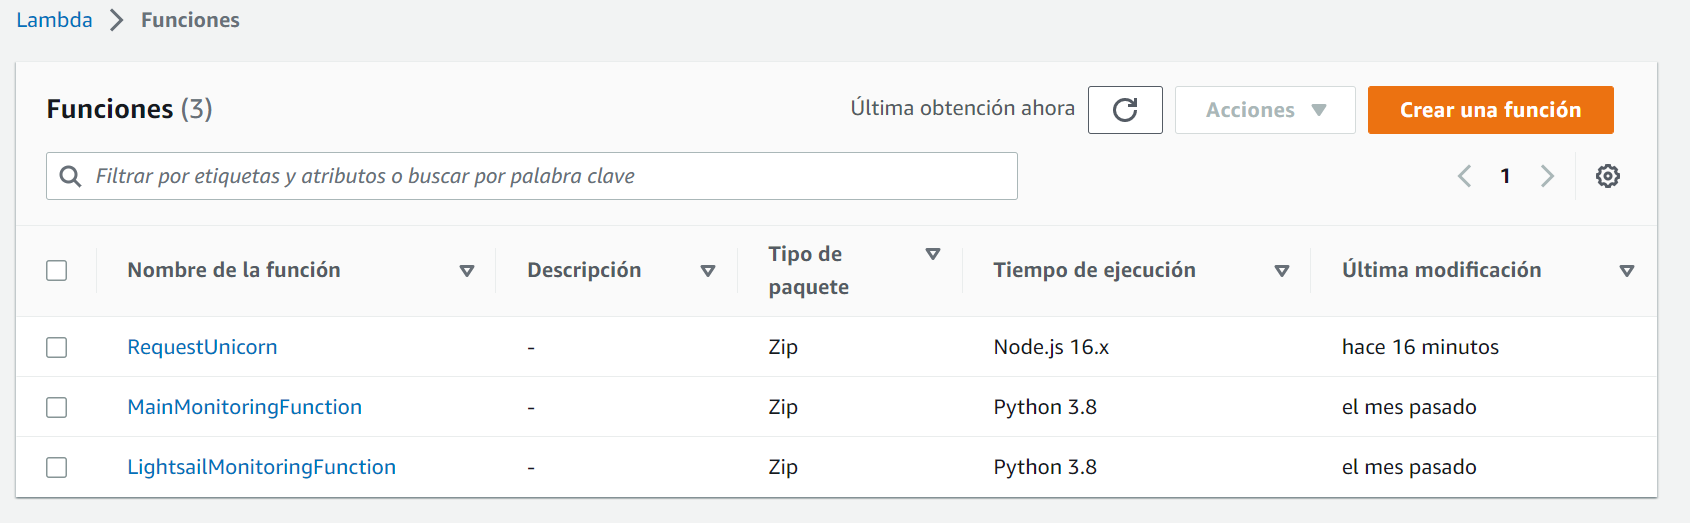 Lambda > Funciones
Funciones (3)
Última obtención ahora
Acciones
Crear una función
Filtrar por etiquetas y atributos o buscar por palabra clave
1
Nombre de la función
Descripción
Tipo de
paquete
Tiempo de ejecución
Última modificación
RequestUnicorn - Zip Node.js 16.x hace 16 minutos
MainMonitoringFunction - Zip Python 3.8 el mes pasado
LightsailMonitoringFunction - Zip Python 3.8 el mes pasado